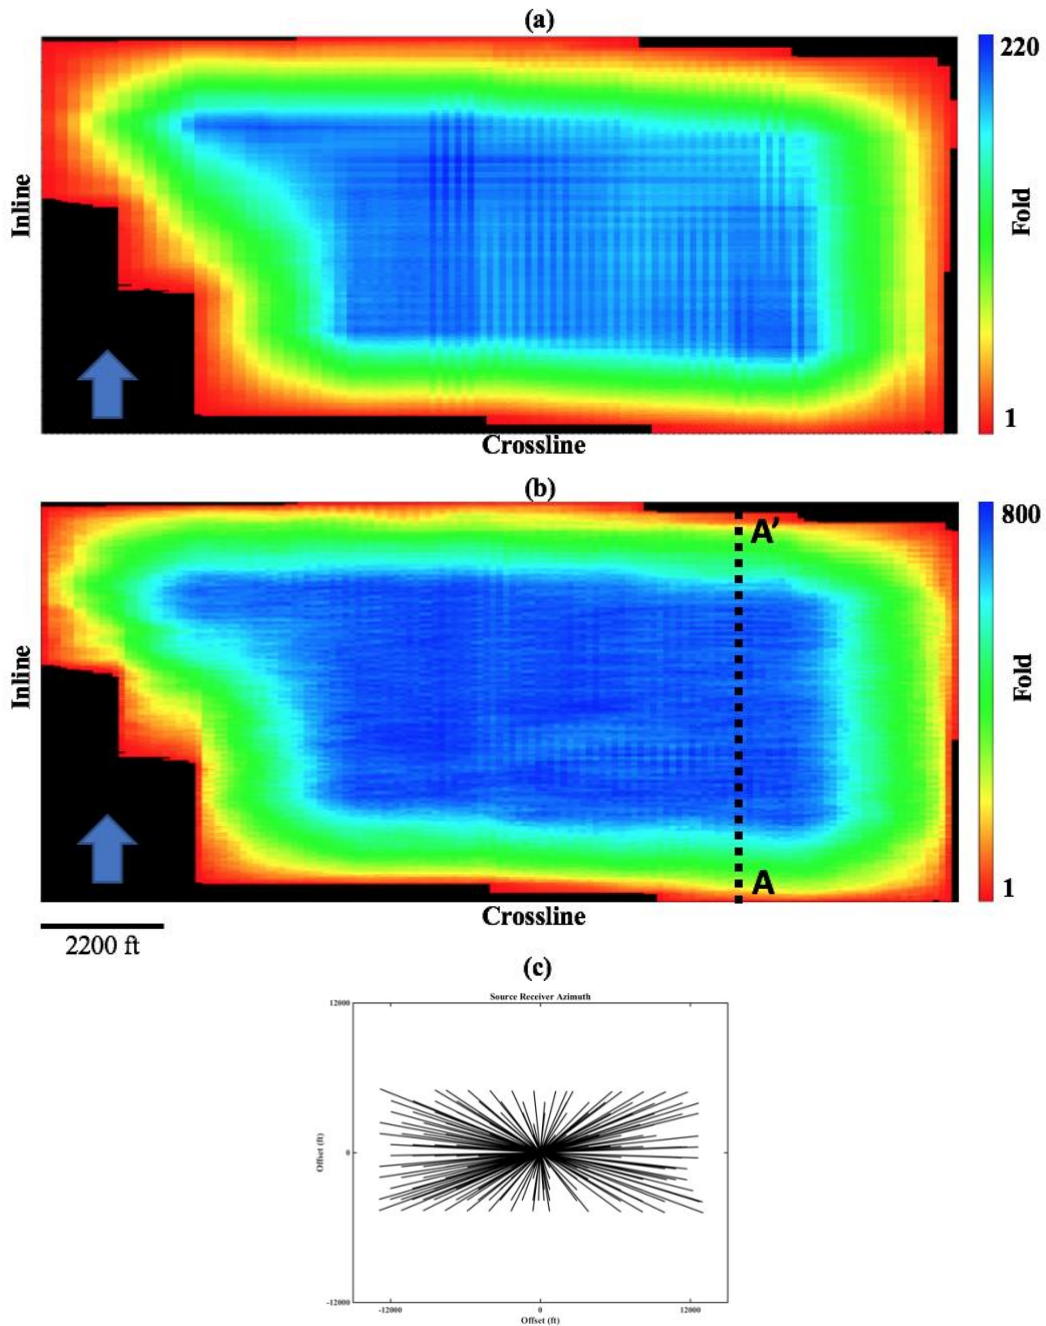 (a)
220
Inline
Fold
1
Crossline
(b)
800
A’
Inline
Fold
A
1
Crossline
2200 ft
(c)
Source Receiver Azimuth
12000
Offset (ft)
0
-12000
-12000 0 12000
Offset (ft)